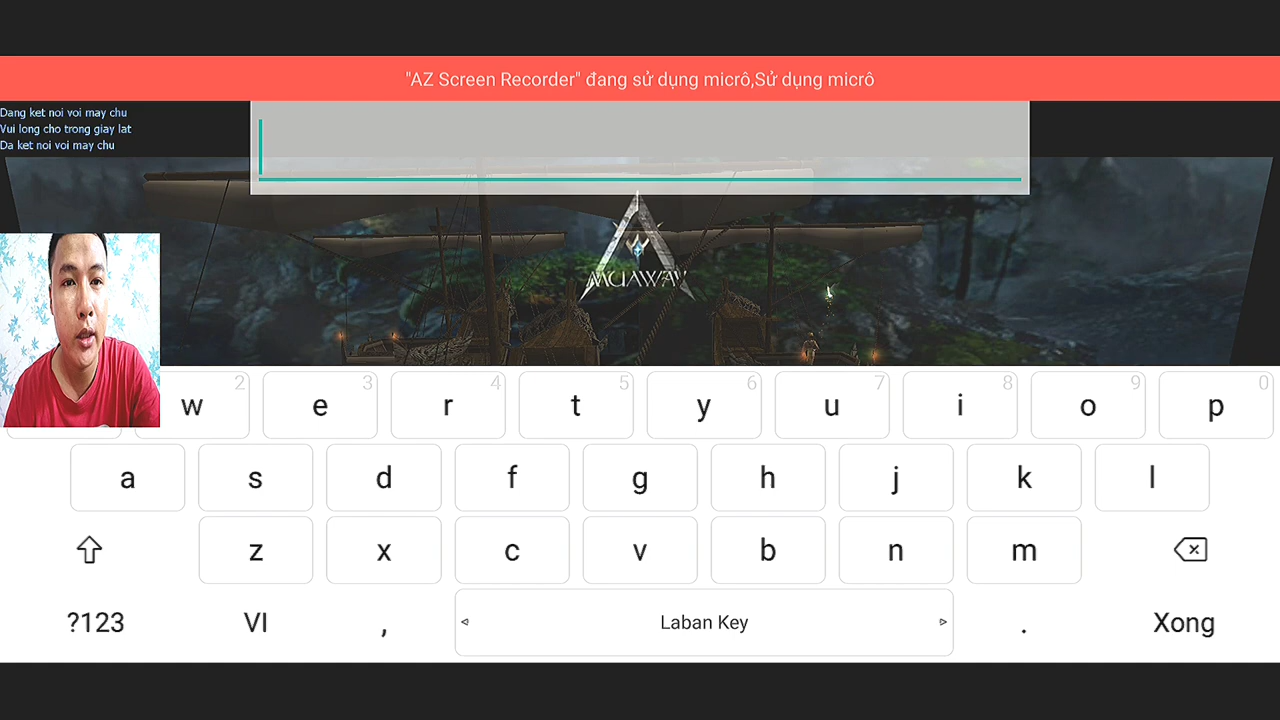 "AZ Screen Recorder" đang sử dụng micrô,Sử dụng micrô
Dang ket noi voi may chu
Vui long cho trong giay lat
Da ket noi voi may chu
MUAWAY
w 2 e 3 r 4 t 5 y 6 u 7 i 8 o 9 p 0
a s d f g h j k l
z x c v b n m
?123 VI , Laban Key . Xong